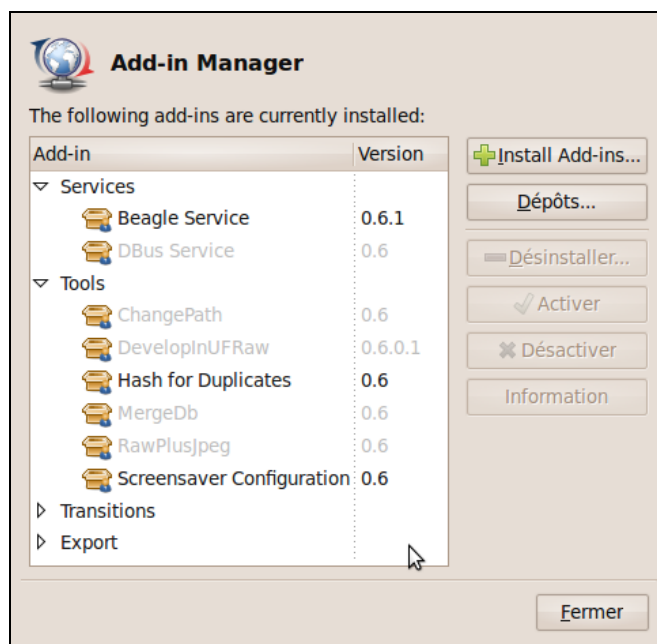 Add-in Manager
The following add-ins are currently installed:
Add-in Version
Services
Beagle Service 0.6.1
DBus Service 0.6
Tools
ChangePath 0.6
DevelopInUFRaw 0.6.0.1
Hash for Duplicates 0.6
MergeDb 0.6
RawPlusJpeg 0.6
Screensaver Configuration 0.6
Transitions
Export
Install Add-ins...
Dépôts...
Désinstaller...
Activer
Désactiver
Information
Fermer